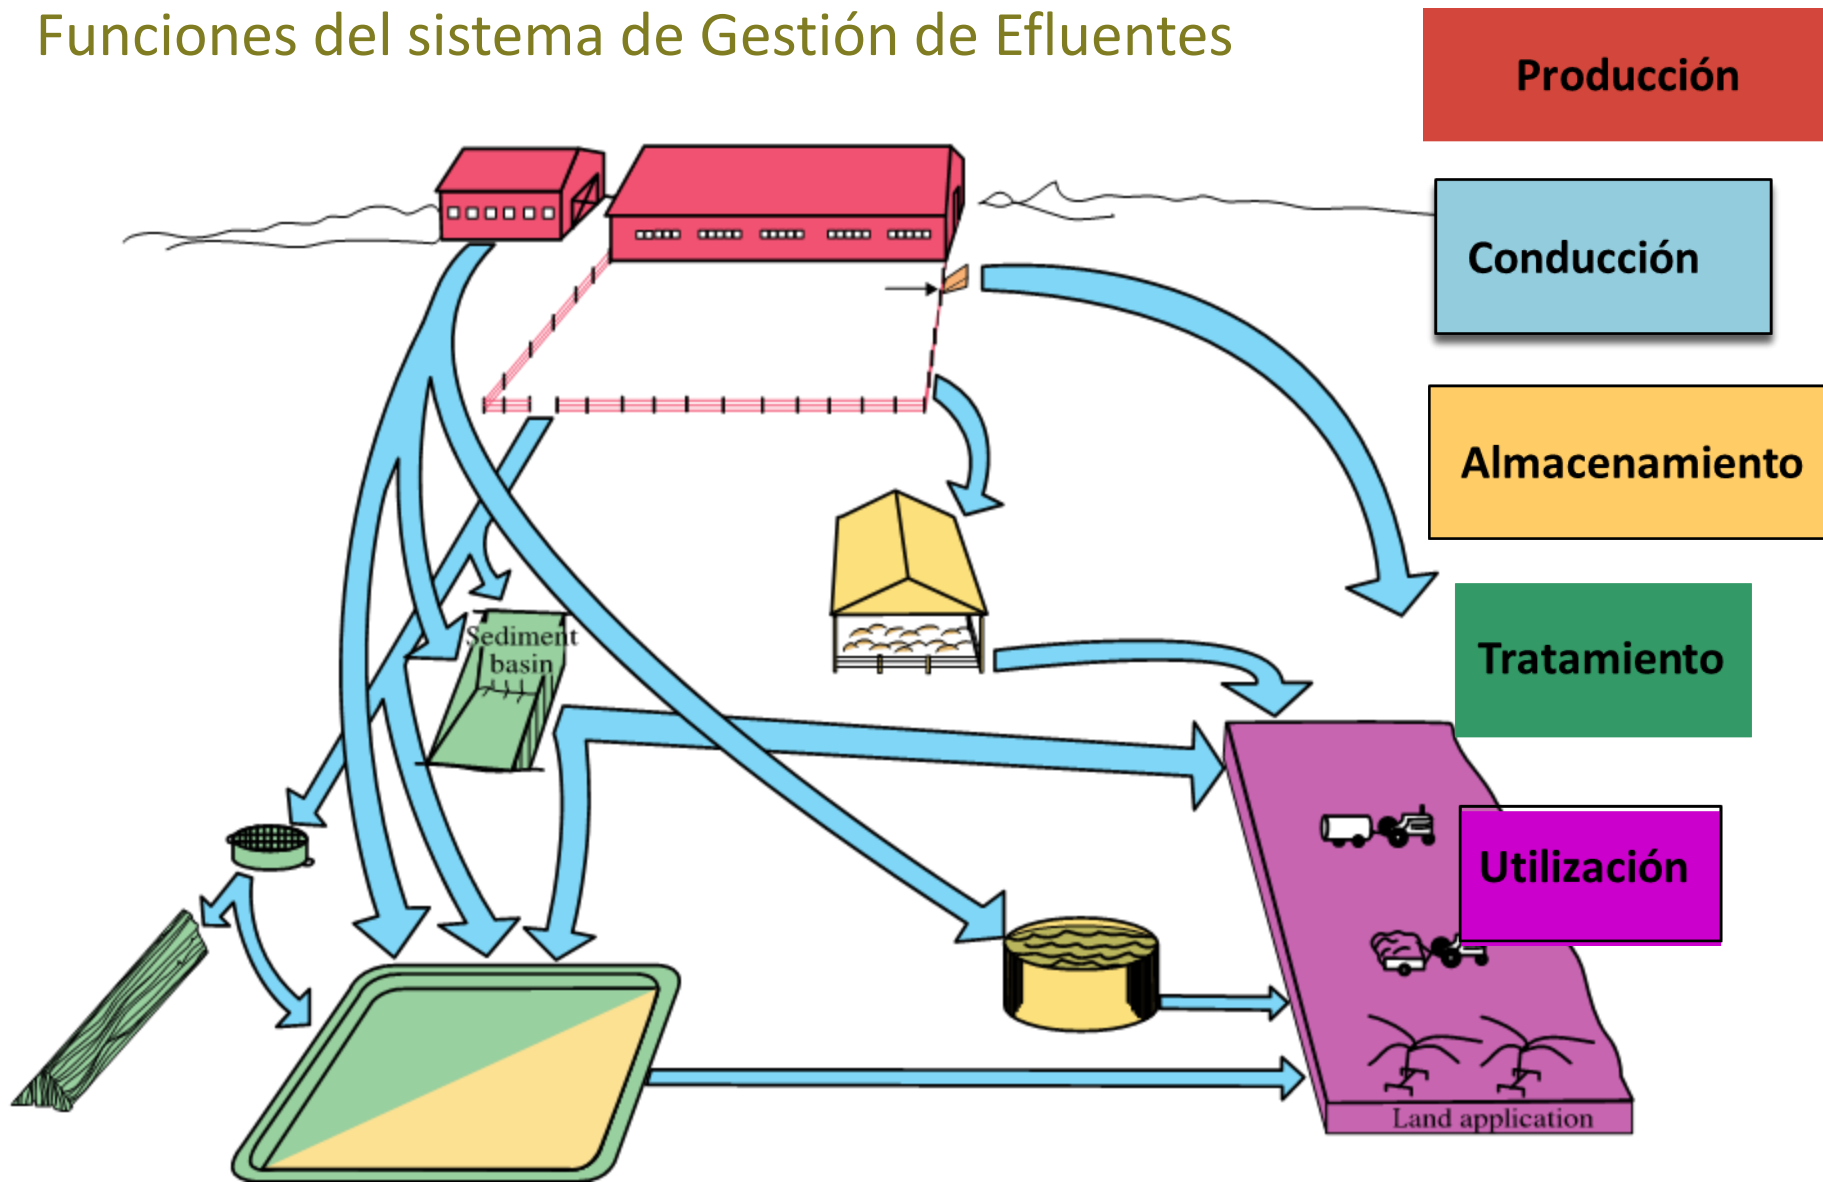 Funciones del sistema de Gestión de Efluentes
Producción
Conducción
Almacenamiento
Sediment
basin
Tratamiento
Utilización
Land application